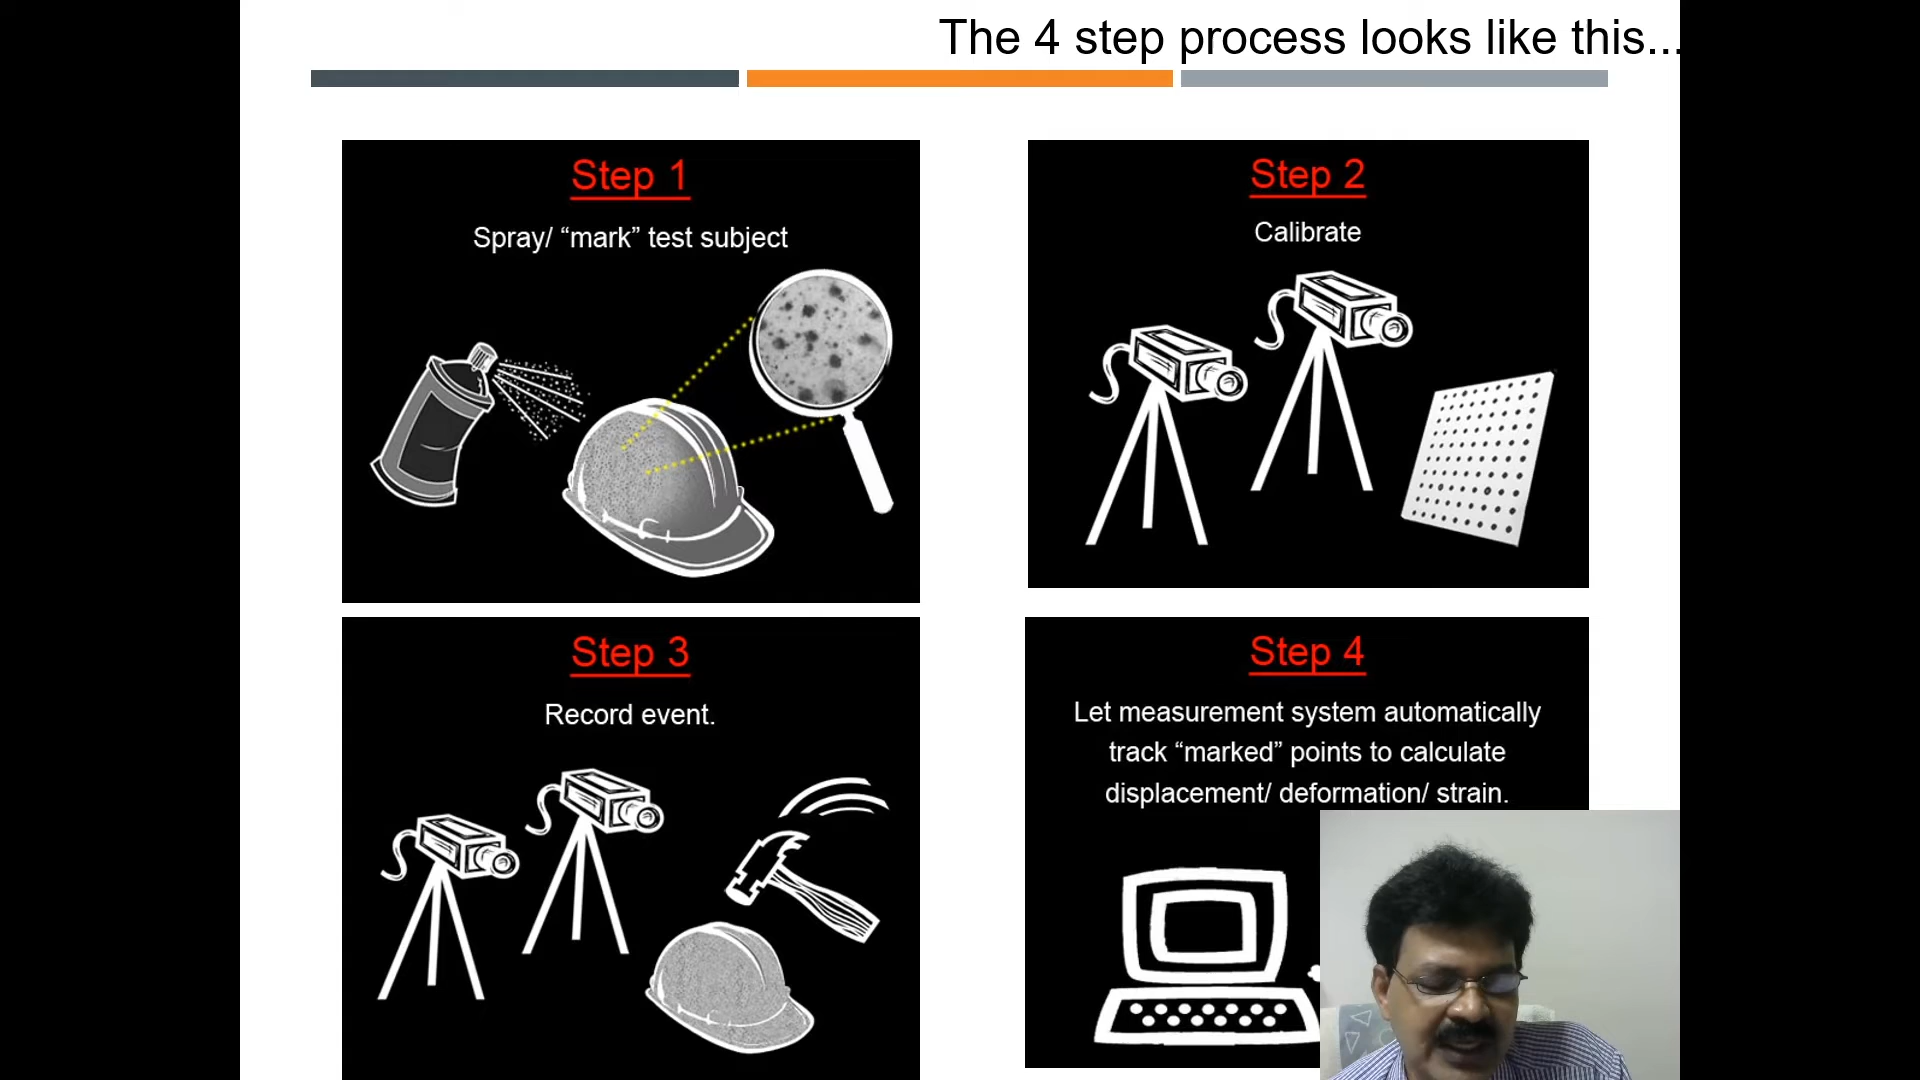 The 4 step process looks like this...
Step 1
Spray/ “mark” test subject
Step 2
Calibrate
Step 3
Record event.
Step 4
Let measurement system automatically
track “marked” points to calculate
displacement/ deformation/ strain.